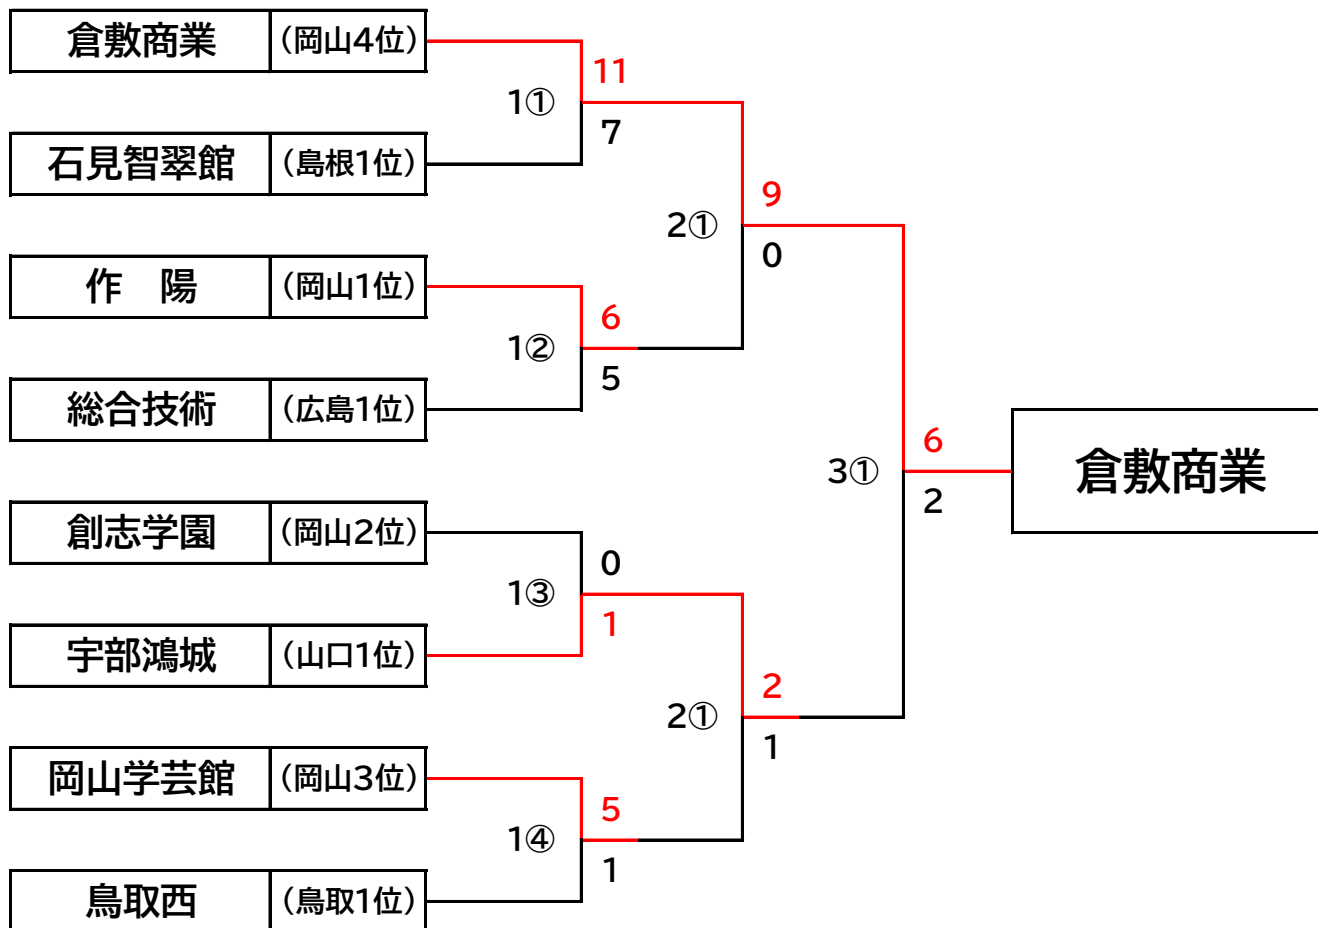 倉敷商業 (岡山4位)
11
1①
7
石見智翠館 (島根1位)
9
2①
0
作　陽 (岡山1位)
6
1②
5
総合技術 (広島1位)
6
3①
2
倉敷商業
創志学園 (岡山2位)
0
1③
1
宇部鴻城 (山口1位)
2
2①
1
岡山学芸館 (岡山3位)
5
1④
1
鳥取西 (鳥取1位)